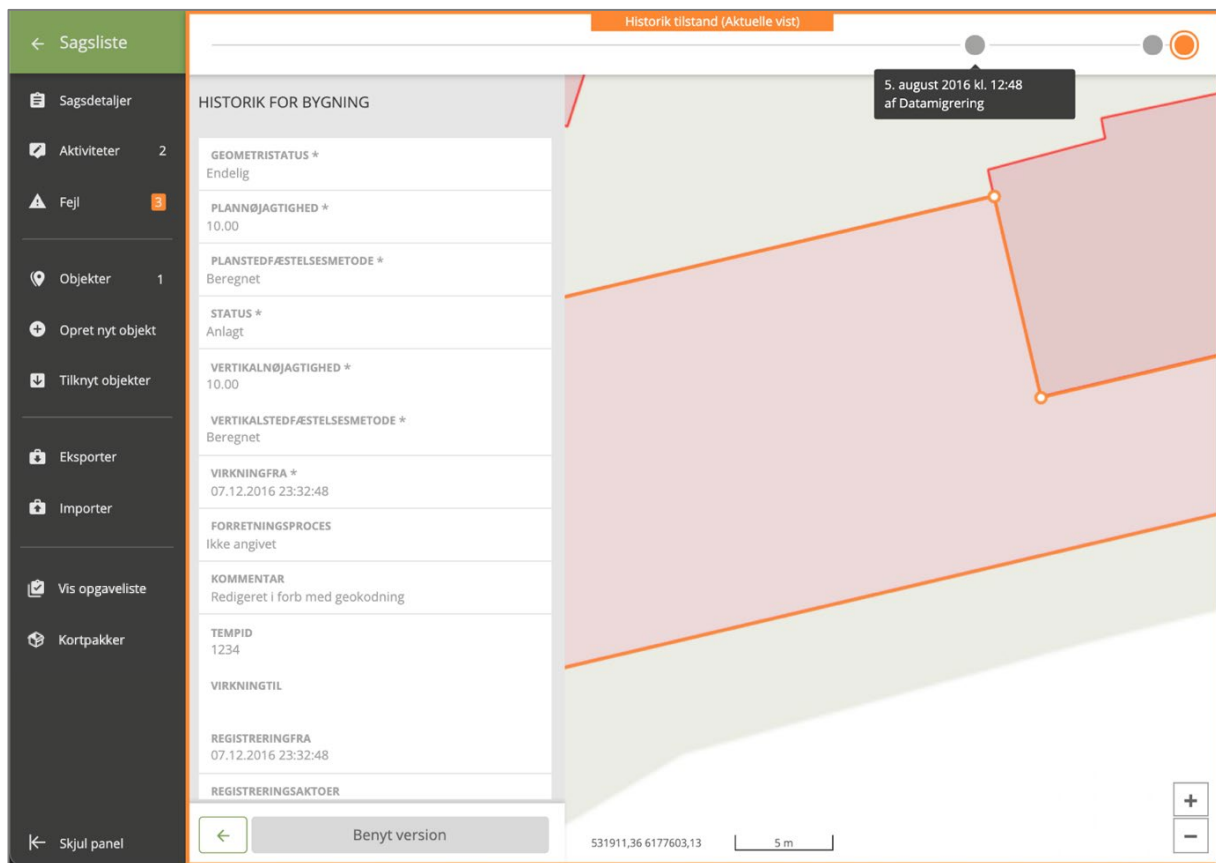 Sagsliste
Historik tilstand (Aktuelle vist)
5. august 2016 kl. 12:48
af Datamigrering
Sagsdetaljer
Aktiviteter 2
Fejl 3
Objekter 1
Opret nyt objekt
Tilknyt objekter
Eksporter
Importer
Vis opgaveliste
Kortpakker
Skjul panel
HISTORIK FOR BYGNING
GEOMETRISTATUS *
Endelig
PLANNØJAGTIGHED *
10.00
PLANSTEDFÆSTELSESMETODE *
Beregnet
STATUS *
Anlagt
VERTIKALNØJAGTIGHED *
10.00
VERTIKALSTEDFÆSTELSESMETODE *
Beregnet
VIRKNINGFRA *
07.12.2016 23:32:48
FORRETNINGSPROCES
Ikke angivet
KOMMENTAR
Redigeret i forb med geokodning
TEMPID
1234
VIRKNINGTIL
REGISTRERINGFRA
07.12.2016 23:32:48
REGISTRERINGSAKTOER
Benyt version
531911,36 6177603,13
5 m
+
−